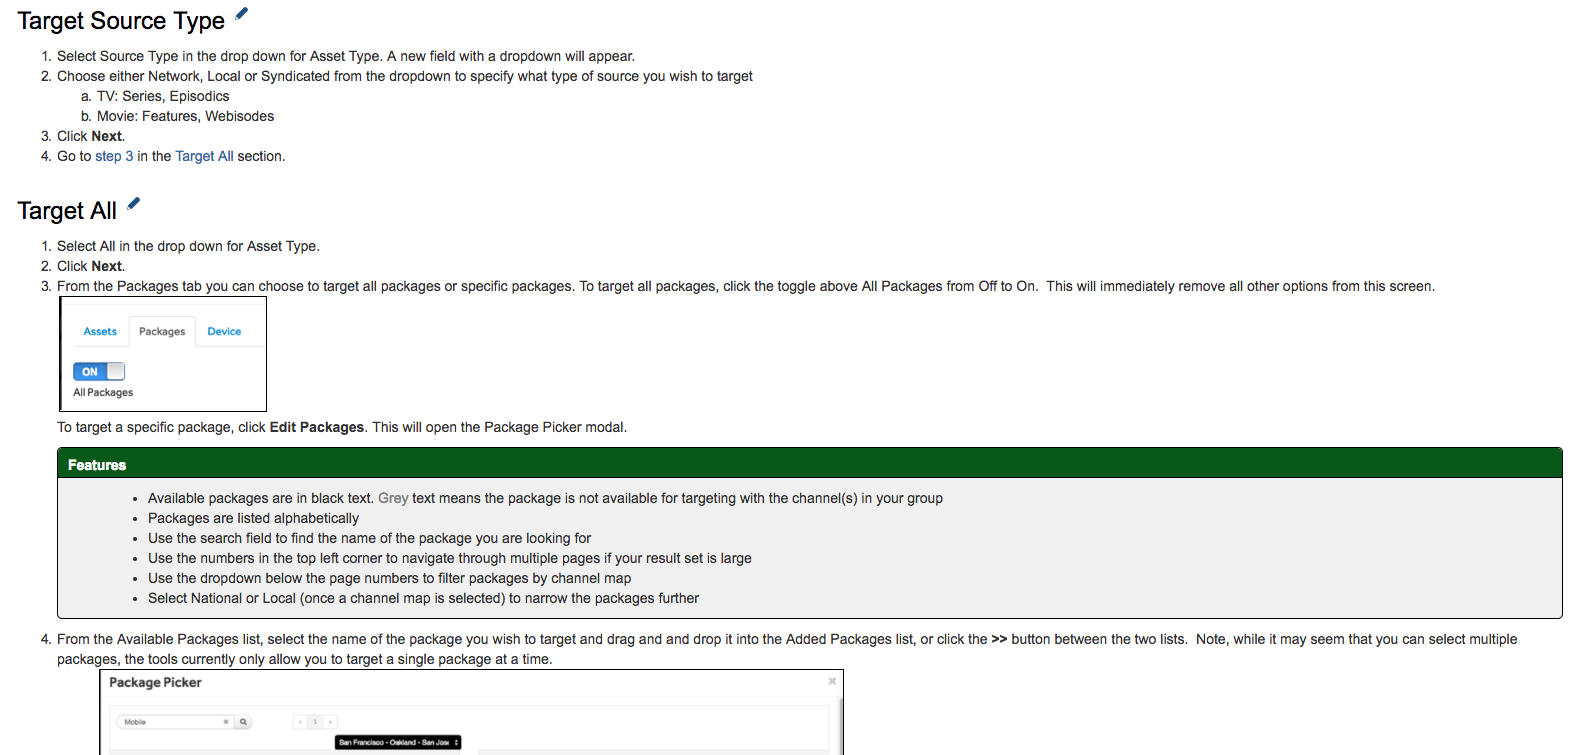 Target Source Type
1. Select Source Type in the drop down for Asset Type. A new field with a dropdown will appear.
2. Choose either Network, Local or Syndicated from the dropdown to specify what type of source you wish to target
a. TV: Series, Episodics
b. Movie: Features, Webisodes
3. Click Next.
4. Go to step 3 in the Target All section.
Target All
1. Select All in the drop down for Asset Type.
2. Click Next.
3. From the Packages tab you can choose to target all packages or specific packages. To target all packages, click the toggle above All Packages from Off to On.  This will immediately remove all other options from this screen.
Assets Packages Device
ON
All Packages
To target a specific package, click Edit Packages. This will open the Package Picker modal.
Features
• Available packages are in black text. Grey text means the package is not available for targeting with the channel(s) in your group
• Packages are listed alphabetically
• Use the search field to find the name of the package you are looking for
• Use the numbers in the top left corner to navigate through multiple pages if your result set is large
• Use the dropdown below the page numbers to filter packages by channel map
• Select National or Local (once a channel map is selected) to narrow the packages further
4. From the Available Packages list, select the name of the package you wish to target and drag and and drop it into the Added Packages list, or click the >> button between the two lists.  Note, while it may seem that you can select multiple
packages, the tools currently only allow you to target a single package at a time.
Package Picker
Mobile ‹ 1 ›
San Francisco - Oakland - San Jose